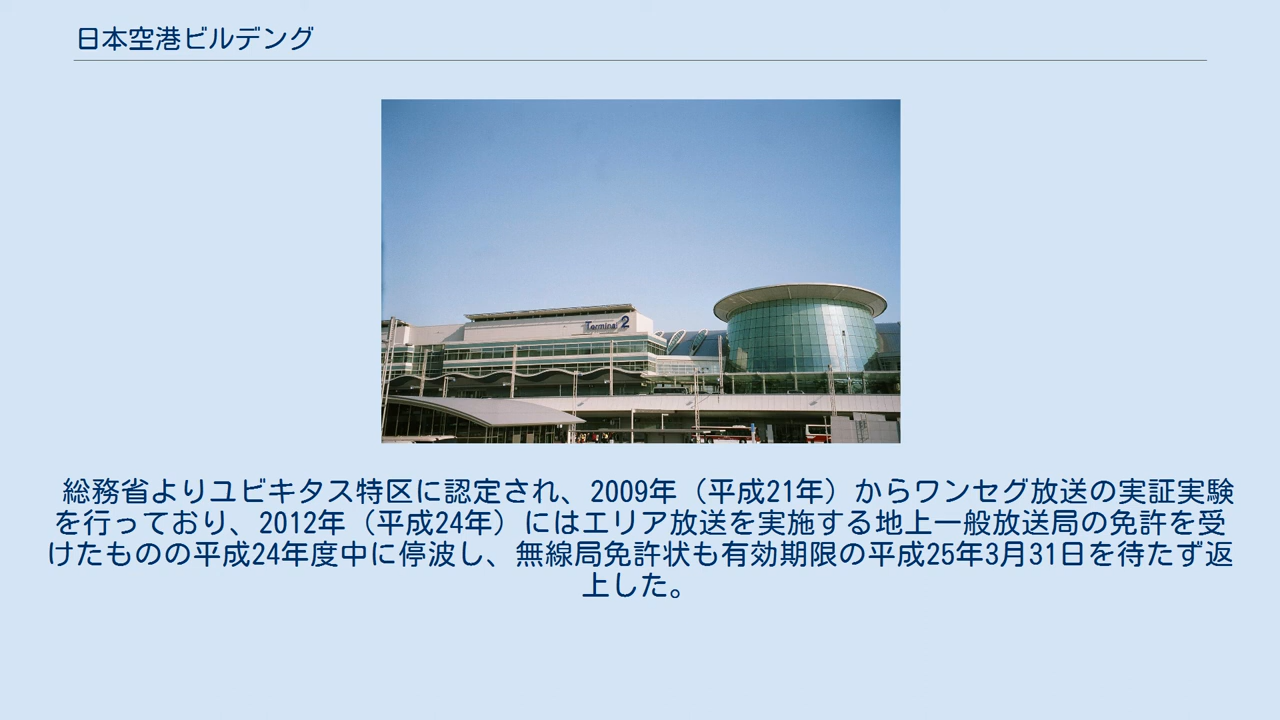 日本空港ビルデング
Terminal 2
総務省よりユビキタス特区に認定され、2009年（平成21年）からワンセグ放送の実証実験
を行っており、2012年（平成24年）にはエリア放送を実施する地上一般放送局の免許を受
けたものの平成24年度中に停波し、無線局免許状も有効期限の平成25年3月31日を待たず返
上した。